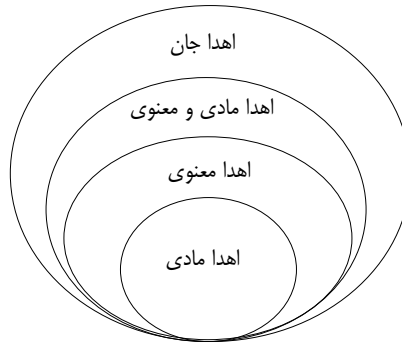 اهدا جان
اهدا مادی و معنوی
اهدا معنوی
اهدا مادی